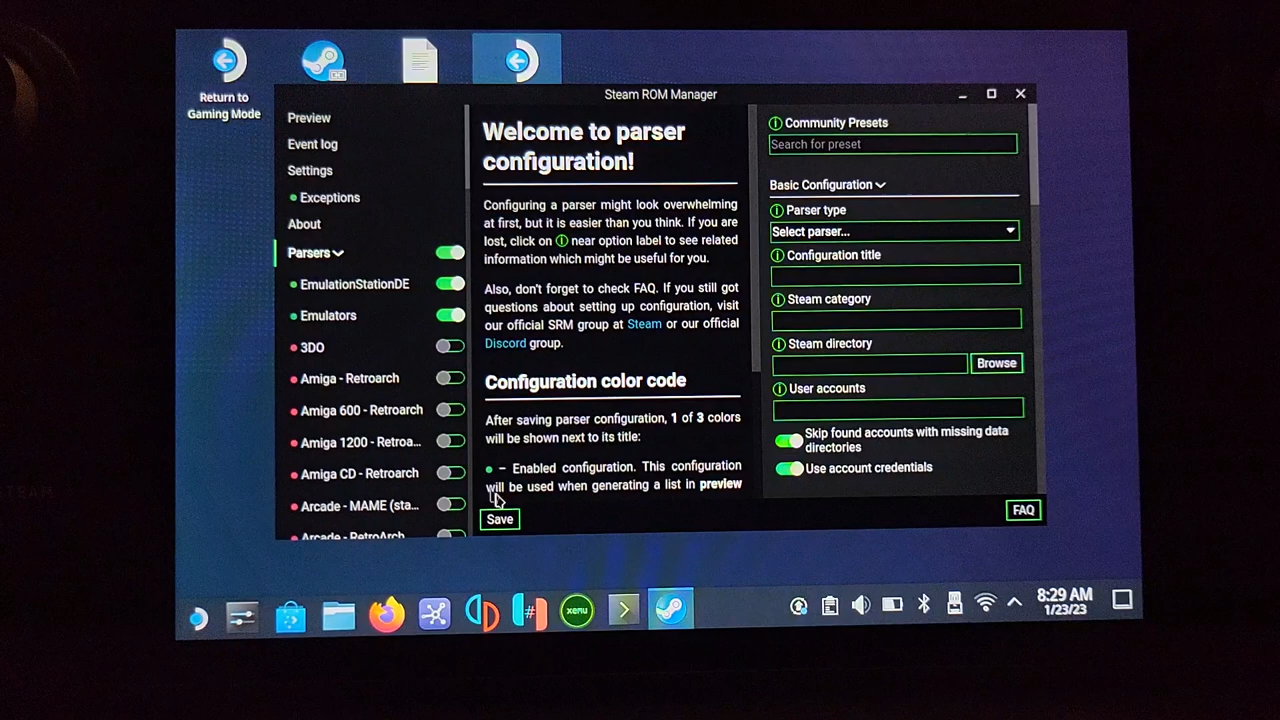 Return to
Gaming Mode
Steam ROM Manager
Preview
Event log
Settings
Exceptions
About
Parsers
EmulationStationDE
Emulators
3DO
Amiga - Retroarch
Amiga 600 - Retroarch
Amiga 1200 - Retroa...
Amiga CD - Retroarch
Arcade - MAME (sta...
Arcade - RetroArch
Welcome to parser
configuration!
Configuring a parser might look overwhelming
at first, but it is easier than you think. If you are
lost, click on ⓘ near option label to see related
information which might be useful for you.
Also, don't forget to check FAQ. If you still got
questions about setting up configuration, visit
our official SRM group at Steam or our official
Discord group.
Configuration color code
After saving parser configuration, 1 of 3 colors
will be shown next to its title:
– Enabled configuration. This configuration
will be used when generating a list in preview
Save
Community Presets
Search for preset
Basic Configuration
Parser type
Select parser...
Configuration title
Steam category
Steam directory
Browse
User accounts
Skip found accounts with missing data
directories
Use account credentials
FAQ
#
xemu
8:29 AM
1/23/23